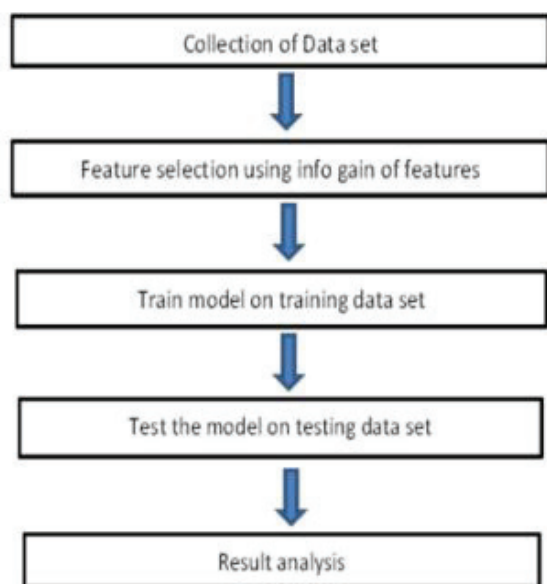 Collection of Data set
Feature selection using info gain of features
Train model on training data set
Test the model on testing data set
Result analysis